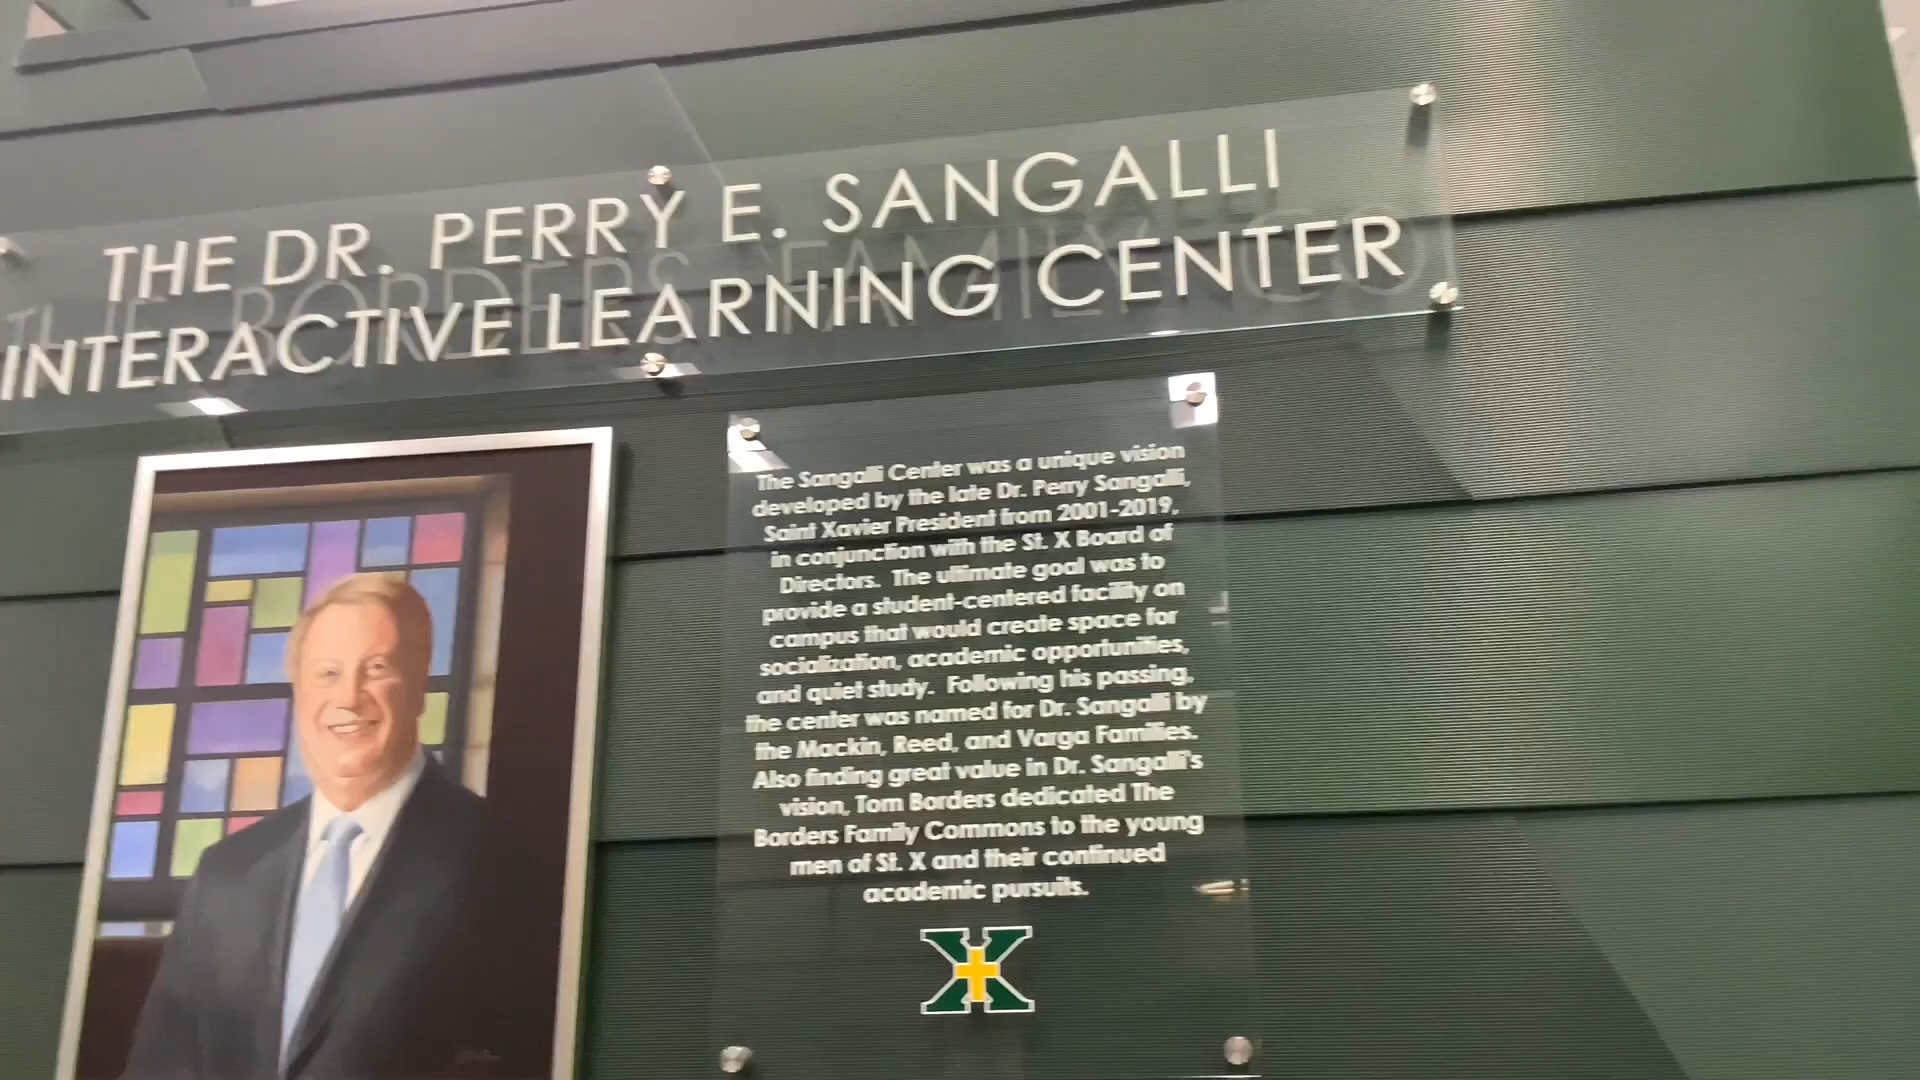 THE DR. PERRY E. SANGALLI
INTERACTIVE LEARNING CENTER
THE BORDERS FAMILY CO
The Sangalli Center was a unique vision
developed by the late Dr. Perry Sangalli,
Saint Xavier President from 2001-2019,
in conjunction with the St. X Board of
Directors. The ultimate goal was to
provide a student-centered facility on
campus that would create space for
socialization, academic opportunities,
and quiet study. Following his passing,
the center was named for Dr. Sangalli by
the Mackin, Reed, and Varga Families.
Also finding great value in Dr. Sangalli's
vision, Tom Borders dedicated The
Borders Family Commons to the young
men of St. X and their continued
academic pursuits.
X